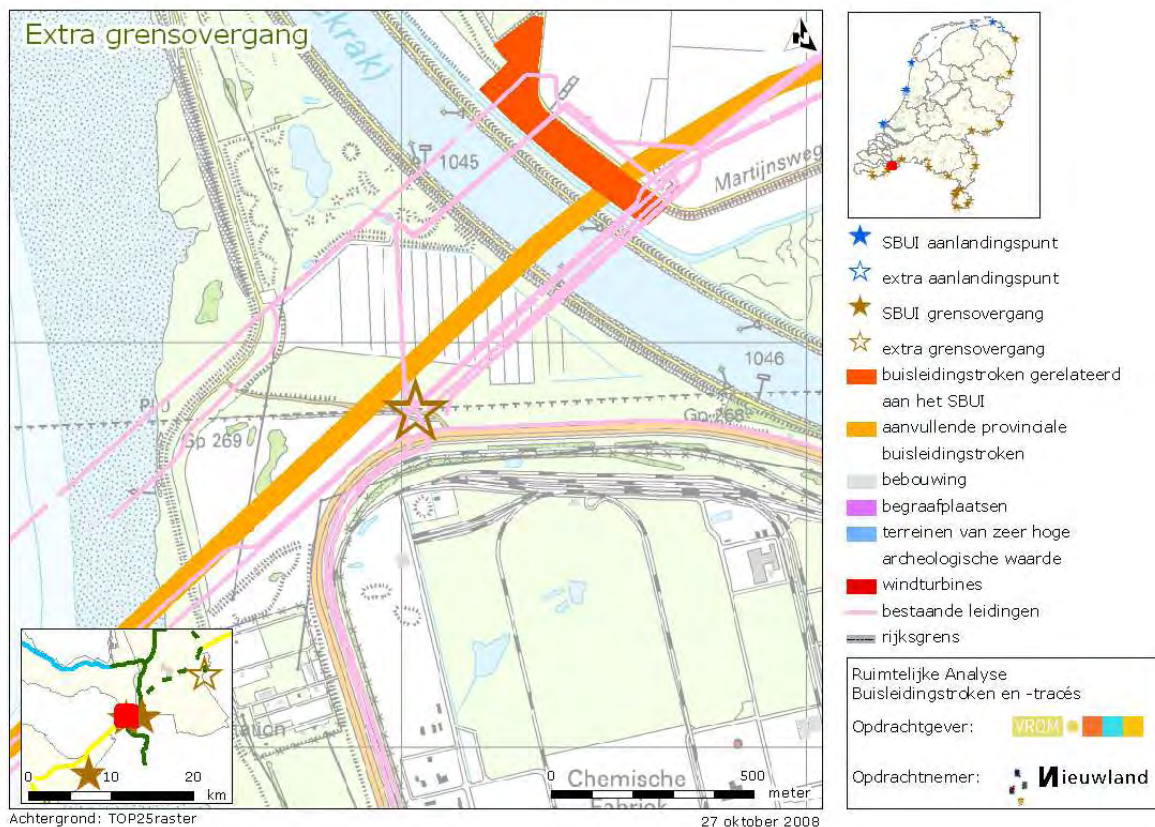 Extra grensovergang
krak)
1045
Martijnsweg
1046
Gp 269
Gp 268
Chemische
Fabriek
0 10 20
km
0 500
meter
Achtergrond: TOP25raster
27 oktober 2008
SBUI aanlandingspunt
extra aanlandingspunt
SBUI grensovergang
extra grensovergang
buisleidingstroken gerelateerd
aan het SBUI
aanvullende provinciale
buisleidingstroken
bebouwing
begraafplaatsen
terreinen van zeer hoge
archeologische waarde
windturbines
bestaande leidingen
rijksgrens
Ruimtelijke Analyse
Buisleidingstroken en -tracés
Opdrachtgever: VROM
Opdrachtnemer: Nieuwland